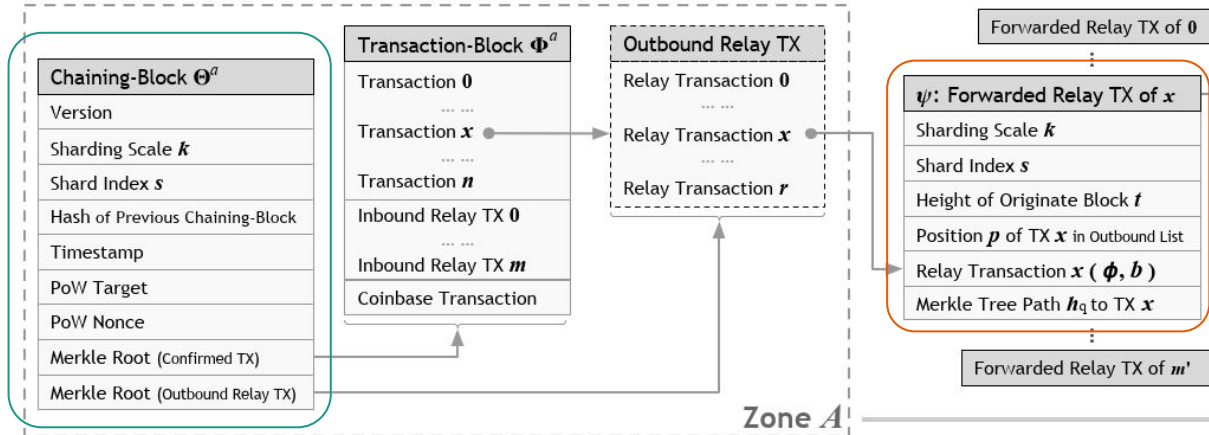 Chaining-Block Θᵃ
Version
Sharding Scale k
Shard Index s
Hash of Previous Chaining-Block
Timestamp
PoW Target
PoW Nonce
Merkle Root (Confirmed TX)
Merkle Root (Outbound Relay TX)
Transaction-Block Φᵃ
Transaction 0
... ...
Transaction x
... ...
Transaction n
Inbound Relay TX 0
... ...
Inbound Relay TX m
Coinbase Transaction
Outbound Relay TX
Relay Transaction 0
... ...
Relay Transaction x
... ...
Relay Transaction r
Zone A
Forwarded Relay TX of 0
ψ: Forwarded Relay TX of x
Sharding Scale k
Shard Index s
Height of Originate Block t
Position p of TX x in Outbound List
Relay Transaction x ( ϕ, b )
Merkle Tree Path hq to TX x
Forwarded Relay TX of m'